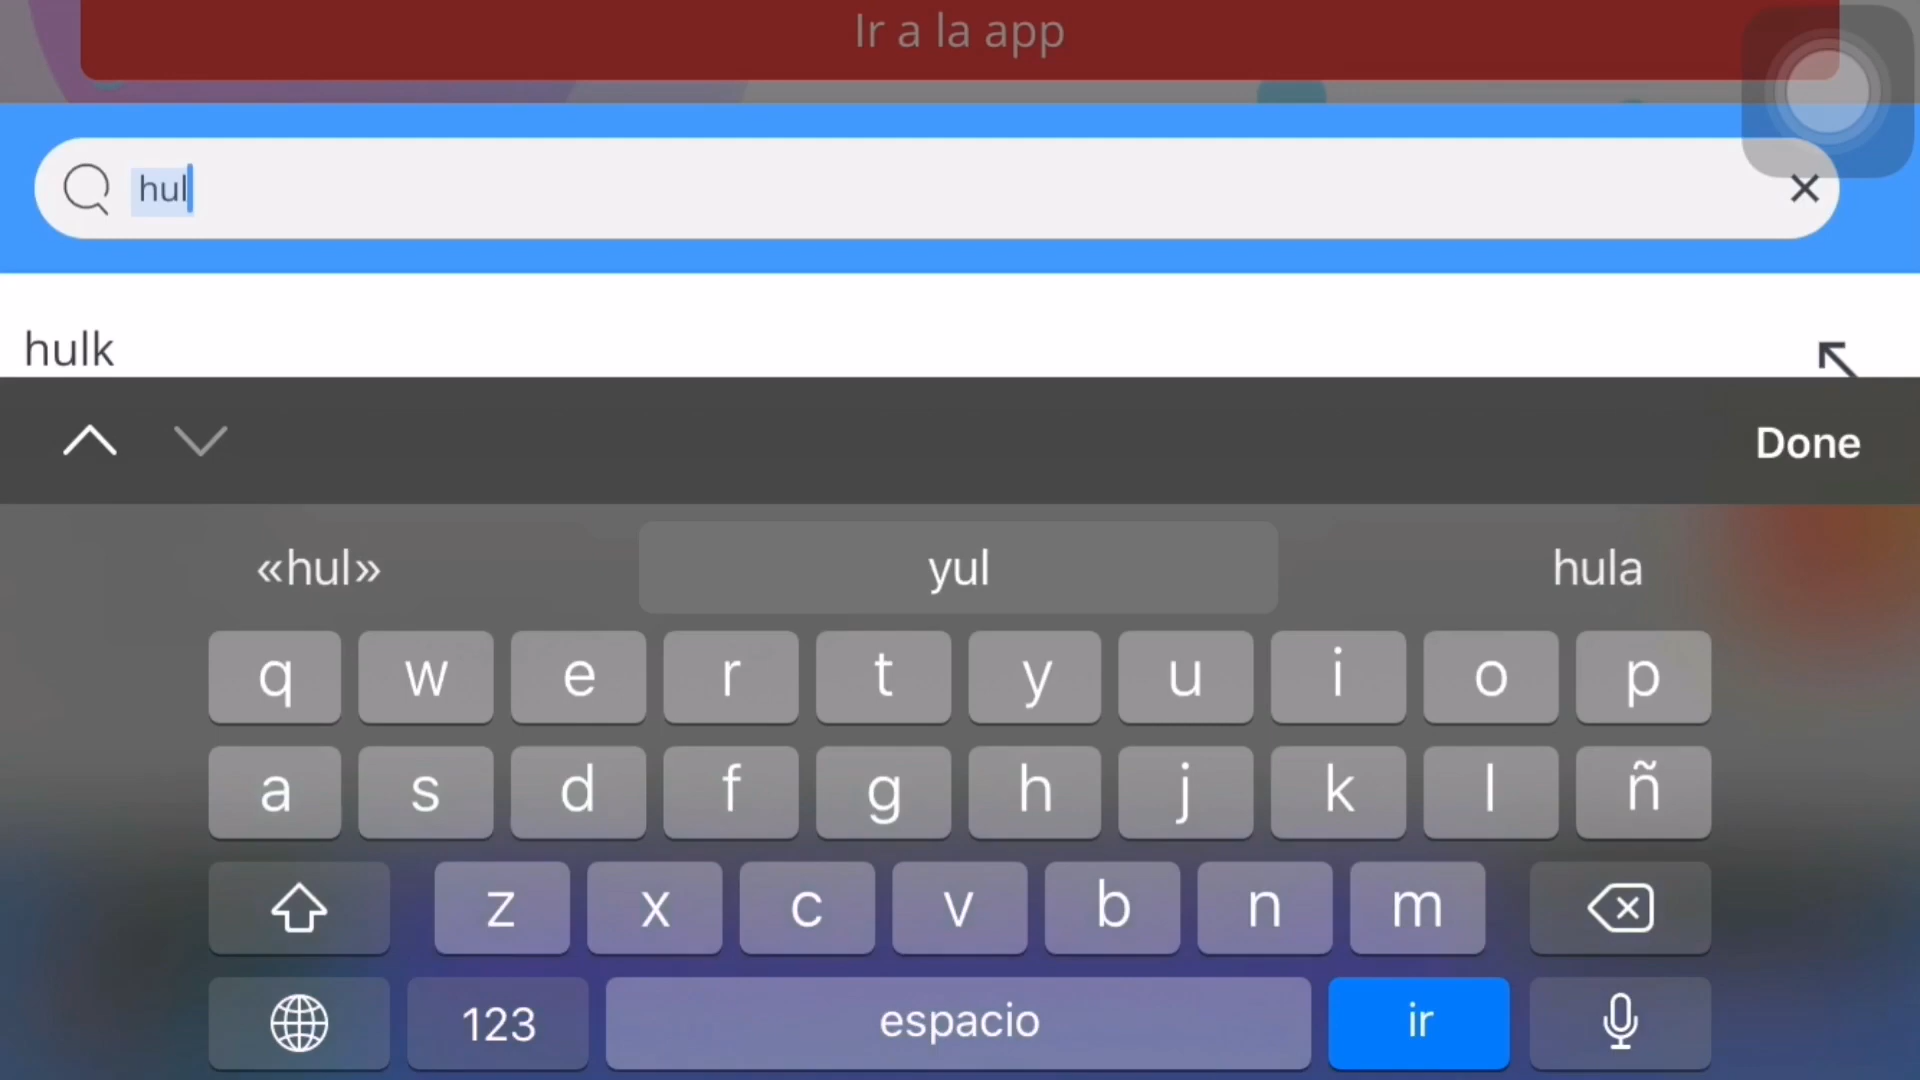 Ir a la app
hul
hulk
Done
«hul» yul hula
q w e r t y u i o p
a s d f g h j k l ñ
z x c v b n m
123 espacio ir